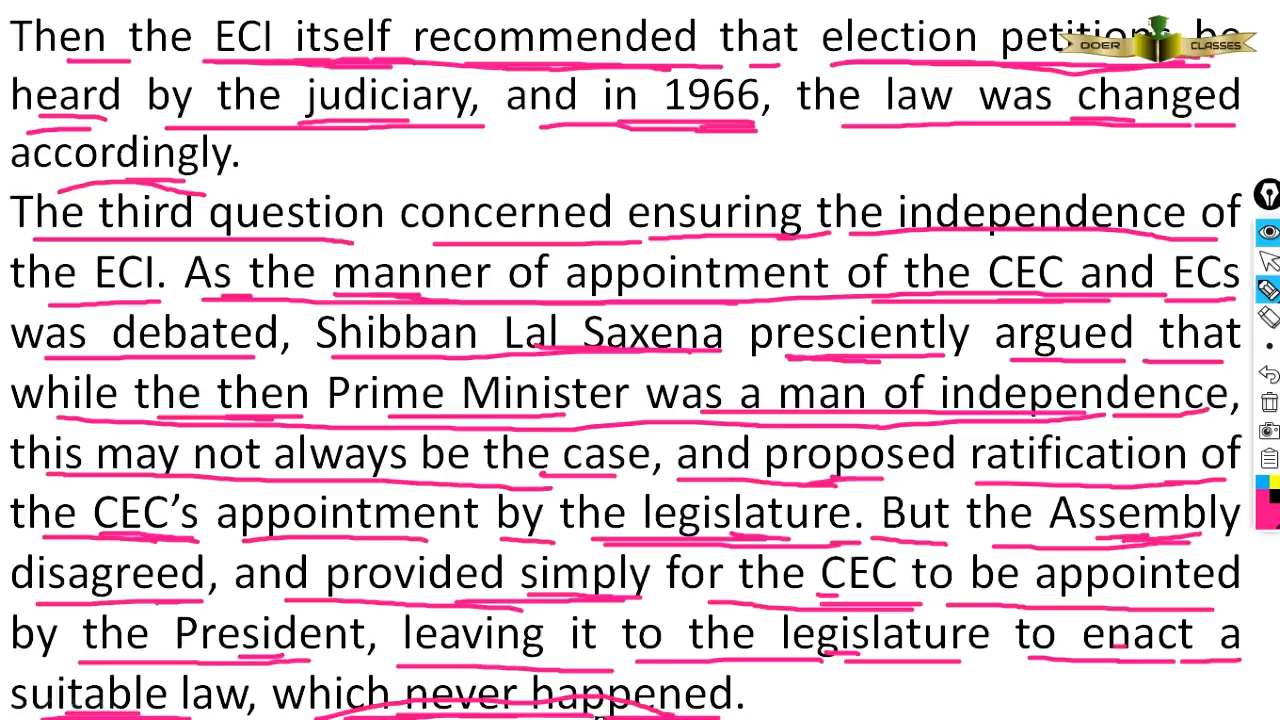 Then the ECI itself recommended that election petitions be
heard by the judiciary, and in 1966, the law was changed
accordingly.
The third question concerned ensuring the independence of
the ECI. As the manner of appointment of the CEC and ECs
was debated, Shibban Lal Saxena presciently argued that
while the then Prime Minister was a man of independence,
this may not always be the case, and proposed ratification of
the CEC’s appointment by the legislature. But the Assembly
disagreed, and provided simply for the CEC to be appointed
by the President, leaving it to the legislature to enact a
suitable law, which never happened.
DOER CLASSES